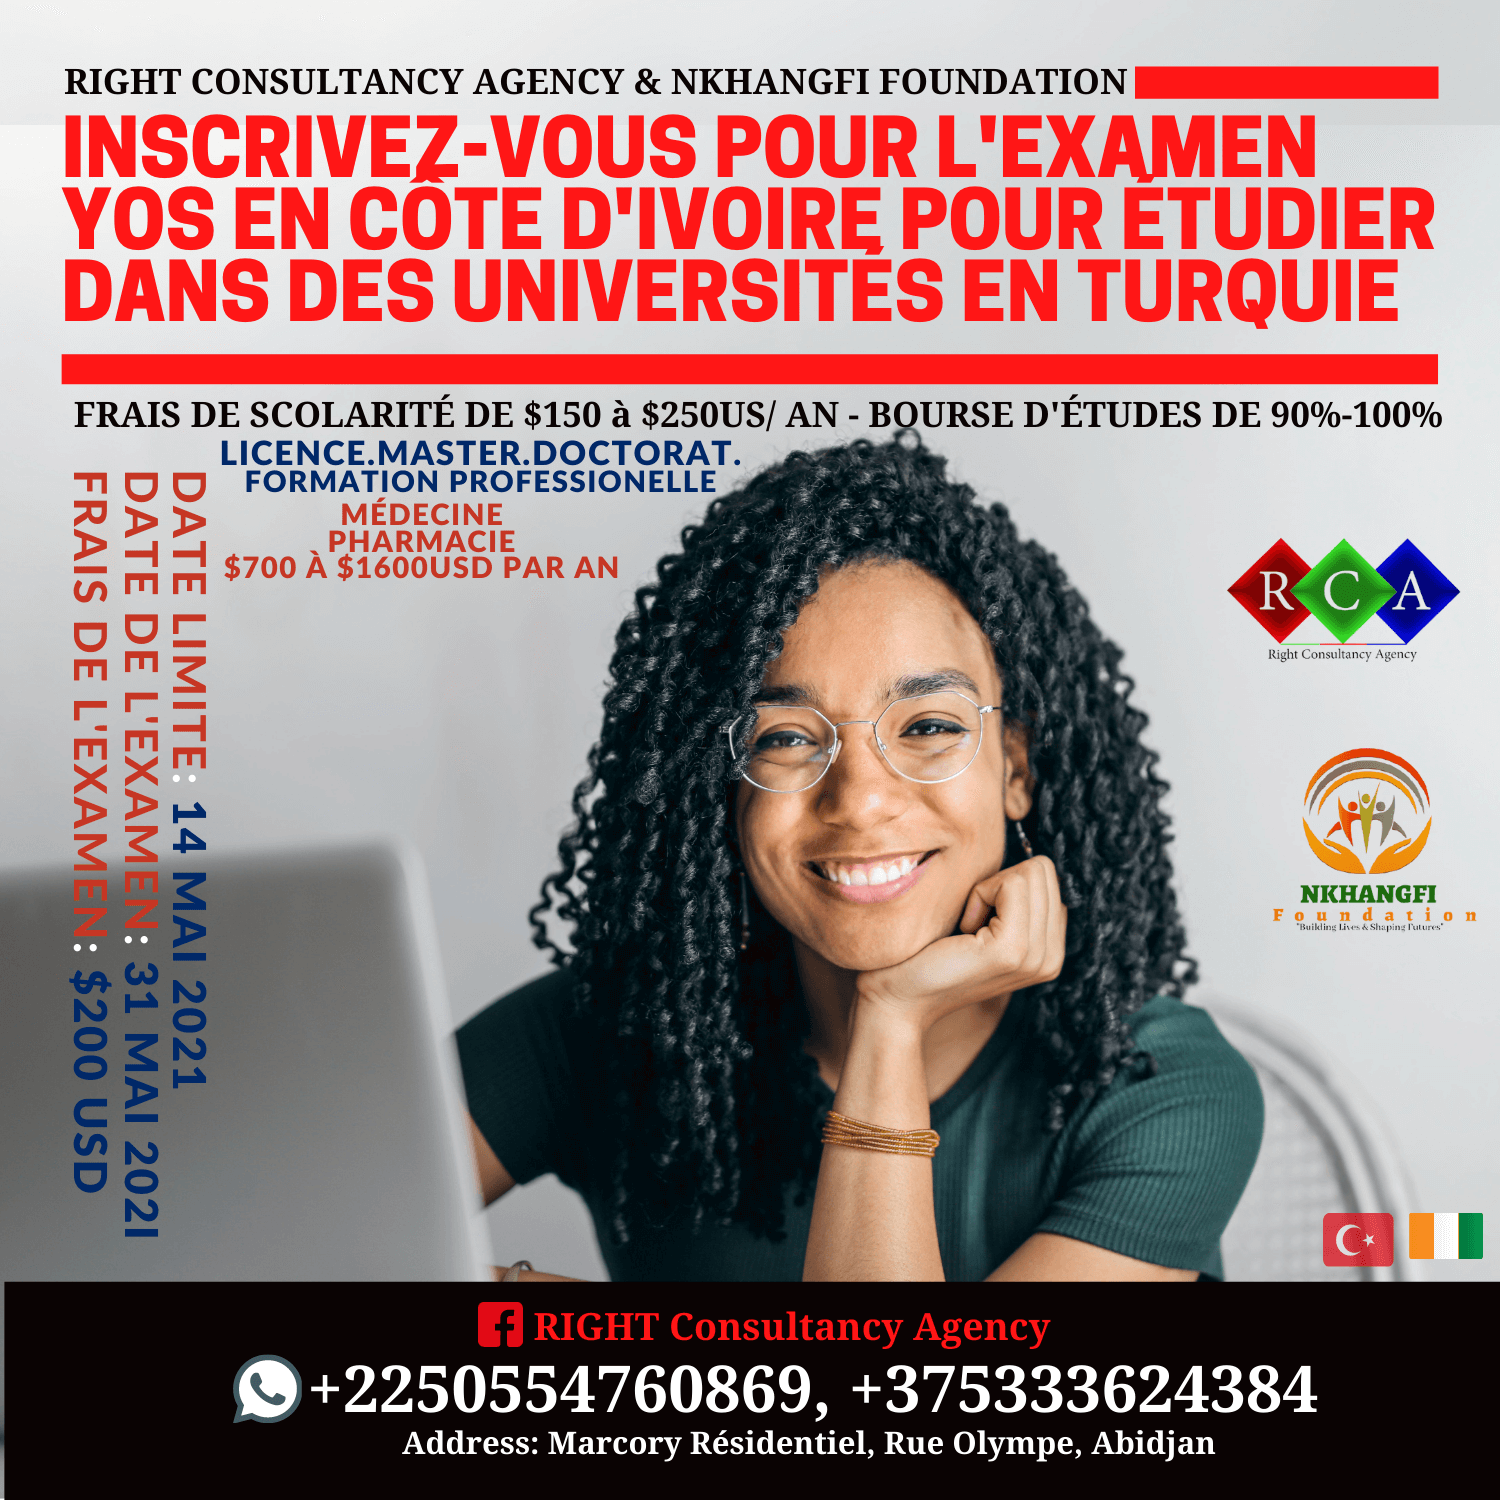 RIGHT CONSULTANCY AGENCY & NKHANGFI FOUNDATION
INSCRIVEZ-VOUS POUR L'EXAMEN
YOS EN CÔTE D'IVOIRE POUR ÉTUDIER
DANS DES UNIVERSITÉS EN TURQUIE
FRAIS DE SCOLARITÉ DE $150 à $250US/ AN - BOURSE D'ÉTUDES DE 90%-100%
LICENCE.MASTER.DOCTORAT.
FORMATION PROFESSIONELLE
MÉDECINE
PHARMACIE
$700 À $1600USD PAR AN
DATE LIMITE: 14 MAI 2021
DATE DE L'EXAMEN: 31 MAI 202I
FRAIS DE L'EXAMEN: $200 USD
R C A
Right Consultancy Agency
NKHANGFI
Foundation
"Building Lives & Shaping Futures"
RIGHT Consultancy Agency
+2250554760869, +375333624384
Address: Marcory Résidentiel, Rue Olympe, Abidjan